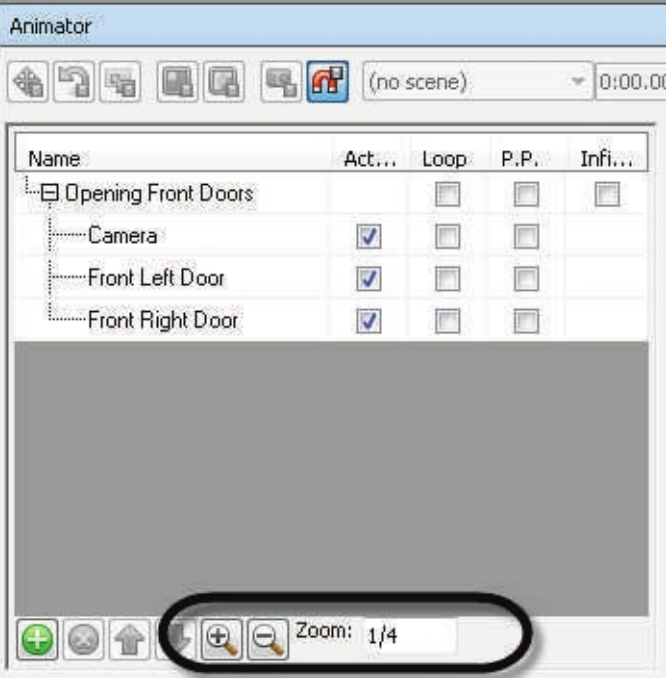 Animator
(no scene) 0:00.00
Name Act... Loop P.P. Infi...
Opening Front Doors
Camera
Front Left Door
Front Right Door
Zoom: 1/4